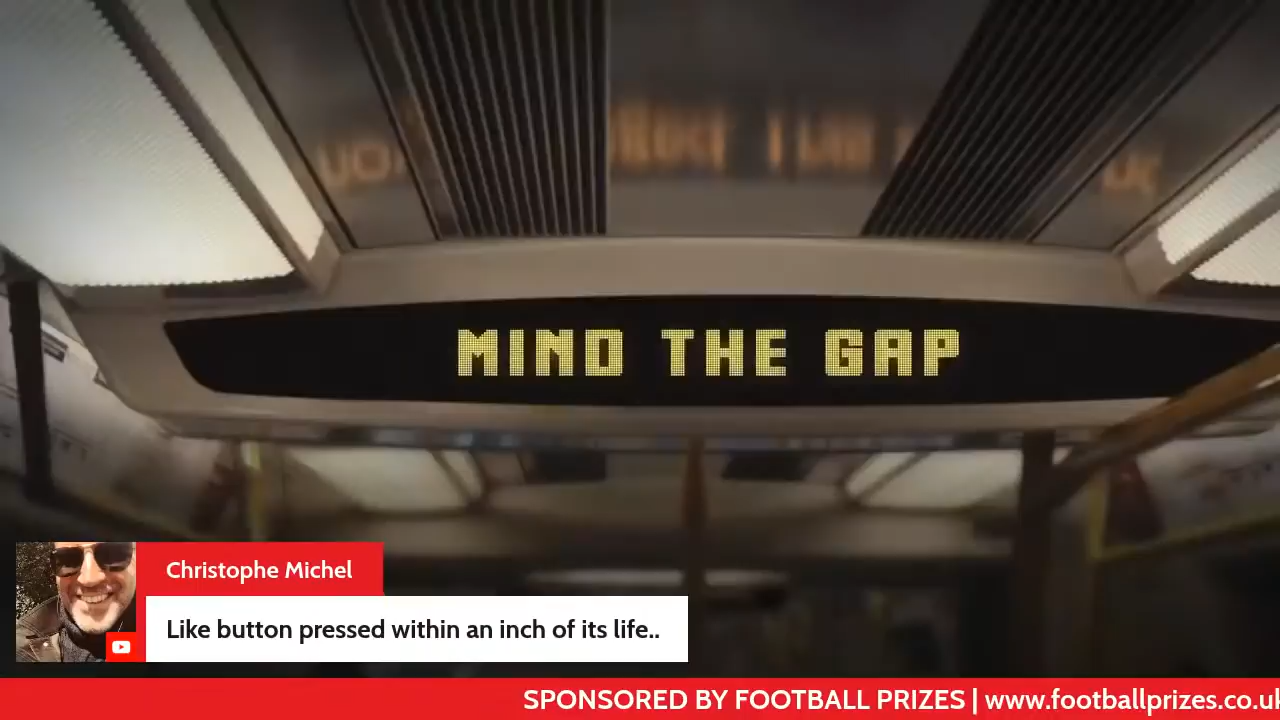 MIND THE GAP
Christophe Michel
Like button pressed within an inch of its life..
SPONSORED BY FOOTBALL PRIZES | www.footballprizes.co.uk